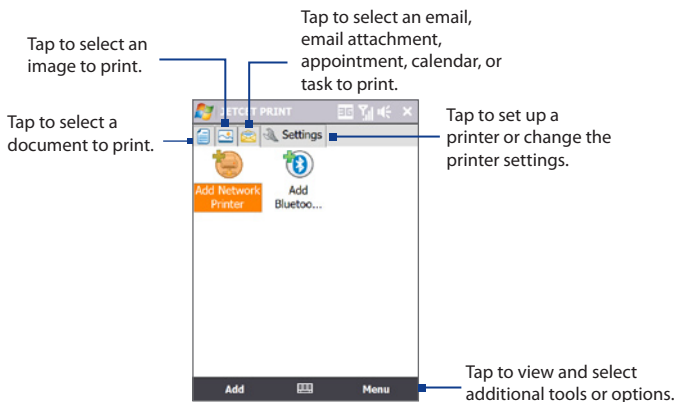 Tap to select an email,
email attachment,
appointment, calendar, or
task to print.
Tap to select an
image to print.
Tap to select a
document to print.
JETCET PRINT
Settings
Tap to set up a
printer or change the
printer settings.
Add Network
Printer
Add
Bluetoo...
Add
Menu
Tap to view and select
additional tools or options.